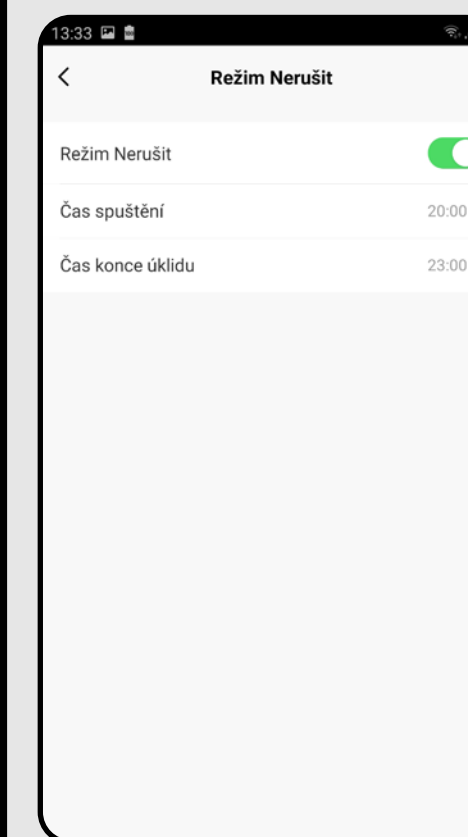 13:33
Režim Nerušit
Režim Nerušit
Čas spuštění 20:00
Čas konce úklidu 23:00